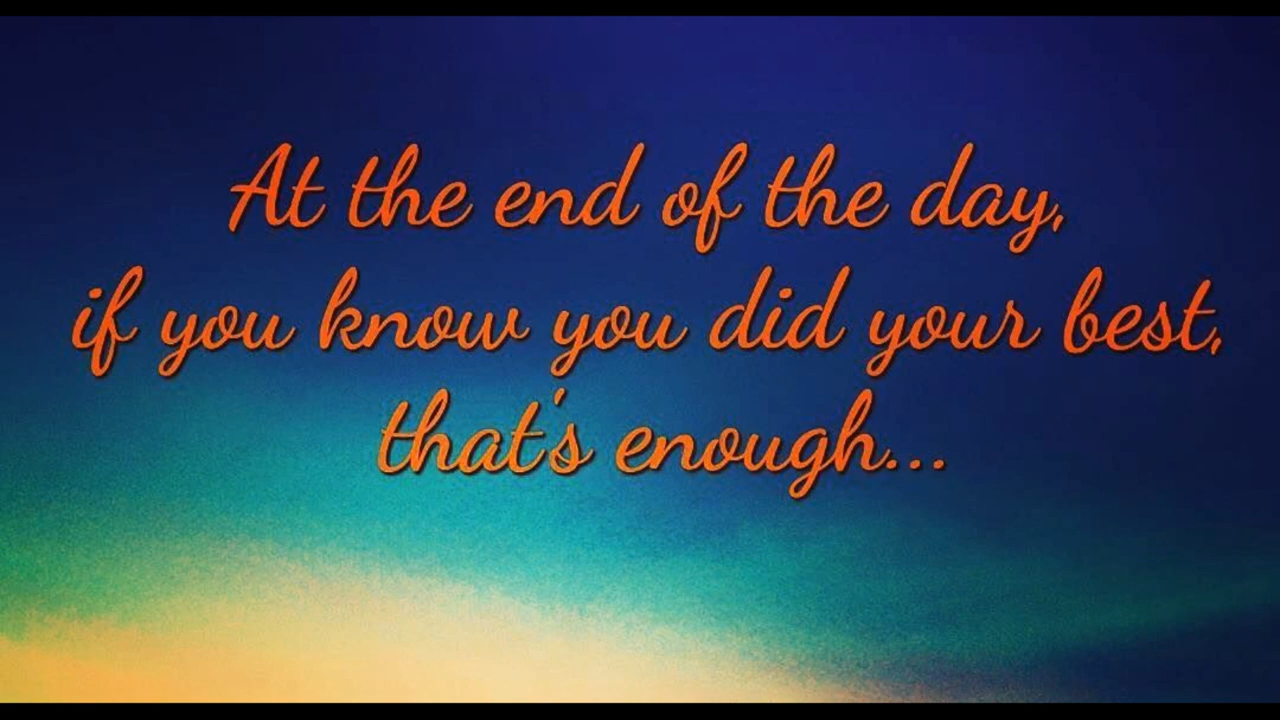 At the end of the day,
if you know you did your best,
that's enough...